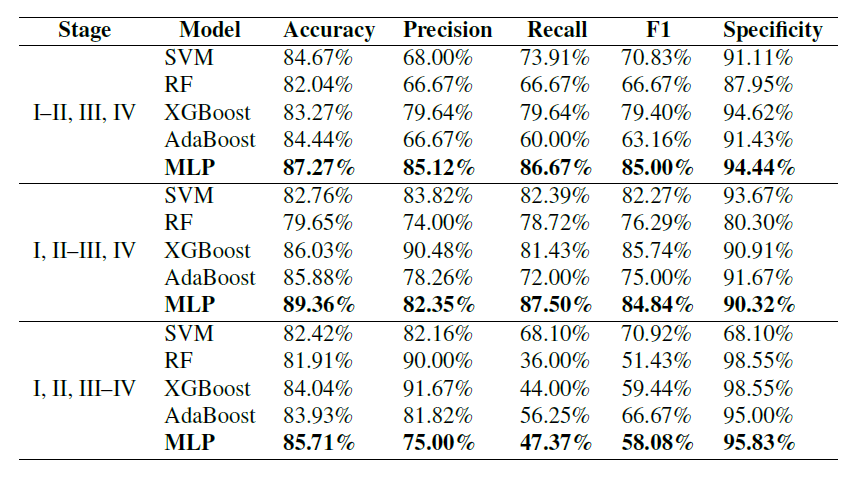 Stage Model Accuracy Precision Recall F1 Specificity
SVM 84.67% 68.00% 73.91% 70.83% 91.11%
RF 82.04% 66.67% 66.67% 66.67% 87.95%
I–II, III, IV XGBoost 83.27% 79.64% 79.64% 79.40% 94.62%
AdaBoost 84.44% 66.67% 60.00% 63.16% 91.43%
MLP 87.27% 85.12% 86.67% 85.00% 94.44%
SVM 82.76% 83.82% 82.39% 82.27% 93.67%
RF 79.65% 74.00% 78.72% 76.29% 80.30%
I, II–III, IV XGBoost 86.03% 90.48% 81.43% 85.74% 90.91%
AdaBoost 85.88% 78.26% 72.00% 75.00% 91.67%
MLP 89.36% 82.35% 87.50% 84.84% 90.32%
SVM 82.42% 82.16% 68.10% 70.92% 68.10%
RF 81.91% 90.00% 36.00% 51.43% 98.55%
I, II, III–IV XGBoost 84.04% 91.67% 44.00% 59.44% 98.55%
AdaBoost 83.93% 81.82% 56.25% 66.67% 95.00%
MLP 85.71% 75.00% 47.37% 58.08% 95.83%